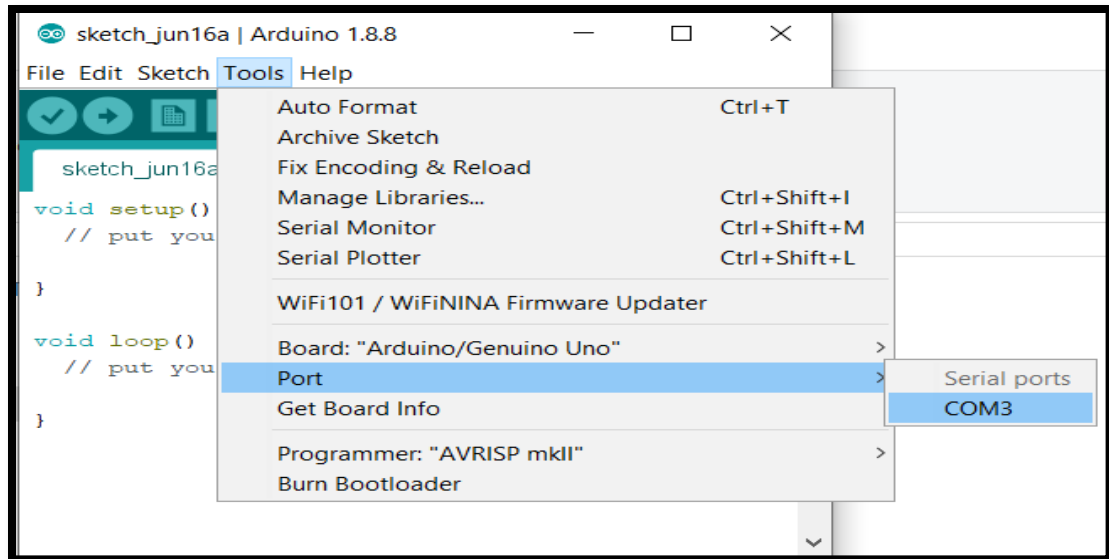 sketch_jun16a | Arduino 1.8.8
File Edit Sketch Tools Help
Auto Format Ctrl+T
Archive Sketch
sketch_jun16a Fix Encoding & Reload
Manage Libraries... Ctrl+Shift+I
void setup() Serial Monitor Ctrl+Shift+M
// put you Serial Plotter Ctrl+Shift+L
}
WiFi101 / WiFiNINA Firmware Updater
void loop() Board: "Arduino/Genuino Uno"
// put you Port Serial ports
} Get Board Info COM3
Programmer: "AVRISP mkII"
Burn Bootloader